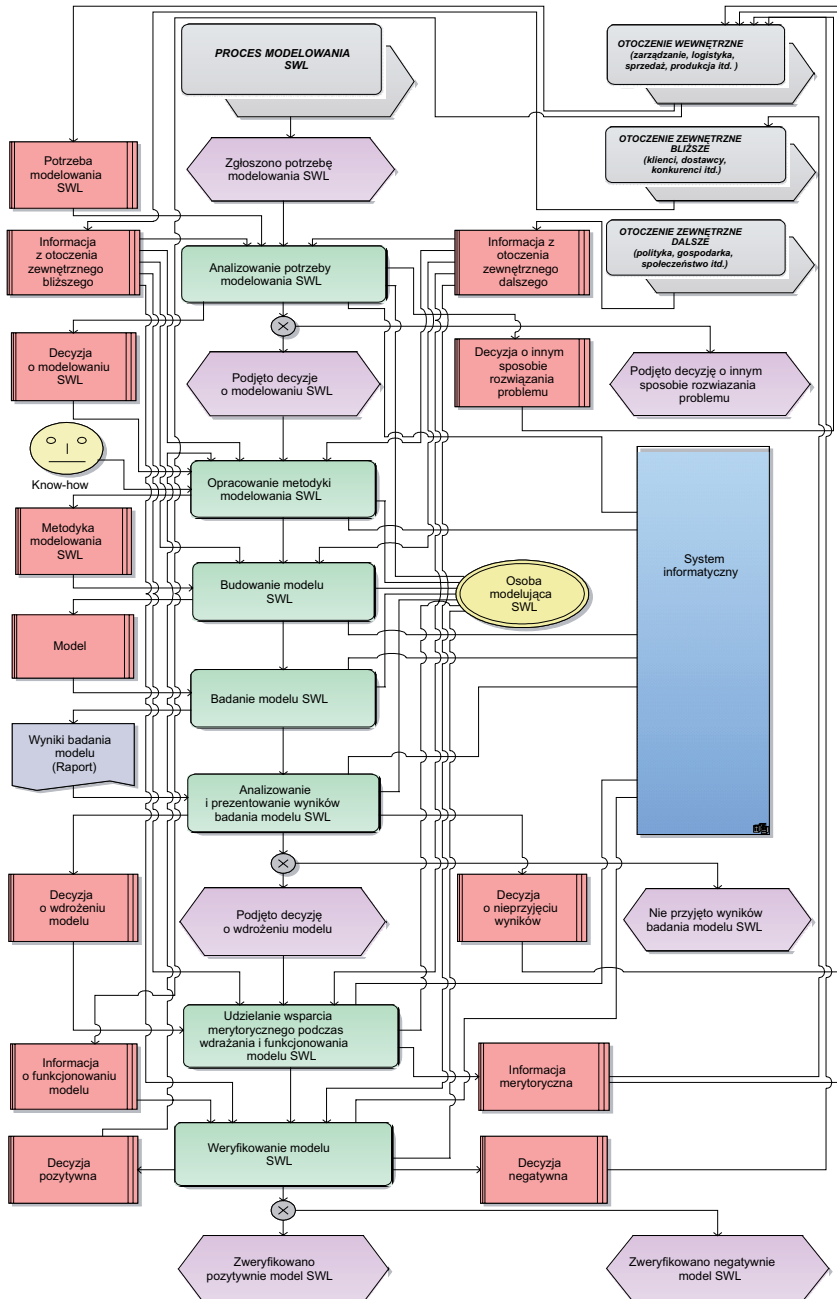 PROCES MODELOWANIA
SWL
OTOCZENIE WEWNĘTRZNE
(zarządzanie, logistyka,
sprzedaż, produkcja itd. )
Potrzeba
modelowania
SWL
Zgłoszono potrzebę
modelowania SWL
OTOCZENIE ZEWNĘTRZNE
BLIŻSZE
(klienci, dostawcy,
konkurenci itd.)
Informacja
z otoczenia
zewnętrznego
bliższego
Analizowanie potrzeby
modelowania SWL
Informacja z
otoczenia
zewnętrznego
dalszego
OTOCZENIE ZEWNĘTRZNE
DALSZE
(polityka, gospodarka,
społeczeństwo itd.)
X
Decyzja
o modelowaniu
SWL
Podjęto decyzje
o modelowaniu SWL
Decyzja o innym
sposobie
rozwiązania
problemu
Podjęto decyzję o innym
sposobie rozwiazania
problemu
Know-how
Opracowanie metodyki
modelowania SWL
Metodyka
modelowania
SWL
System
informatyczny
Budowanie modelu
SWL
Osoba
modelująca
SWL
Model
Badanie modelu SWL
Wyniki badania
modelu
(Raport)
Analizowanie
i prezentowanie wyników
badania modelu SWL
X
Decyzja
o wdrożeniu
modelu
Podjęto decyzję
o wdrożeniu modelu
Decyzja
o nieprzyjęciu
wyników
Nie przyjęto wyników
badania modelu SWL
Udzielanie wsparcia
merytorycznego podczas
wdrażania i funkcjonowania
modelu SWL
Informacja
o funkcjonowaniu
modelu
Informacja
merytoryczna
Decyzja
pozytywna
Weryfikowanie modelu
SWL
Decyzja
negatywna
X
Zweryfikowano
pozytywnie model SWL
Zweryfikowano negatywnie
model SWL